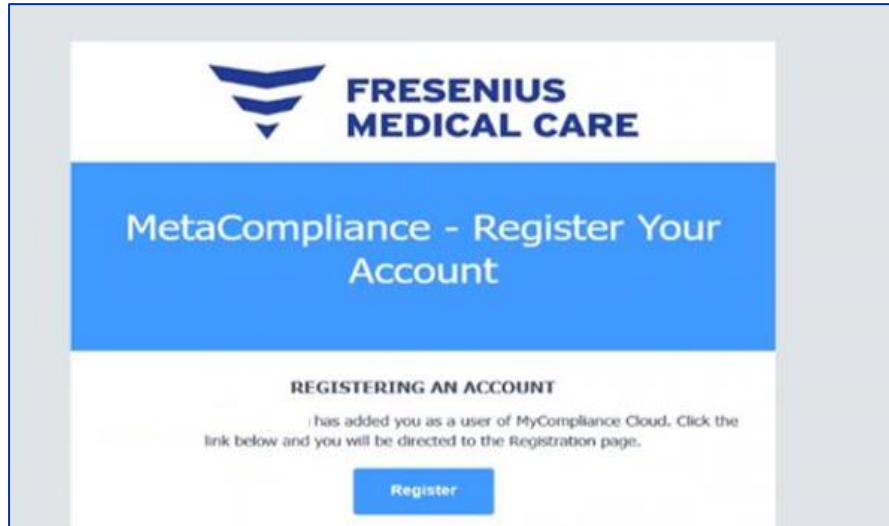 FRESENIUS
MEDICAL CARE
MetaCompliance - Register Your
Account
REGISTERING AN ACCOUNT
has added you as a user of MyCompliance Cloud. Click the
link below and you will be directed to the Registration page.
Register